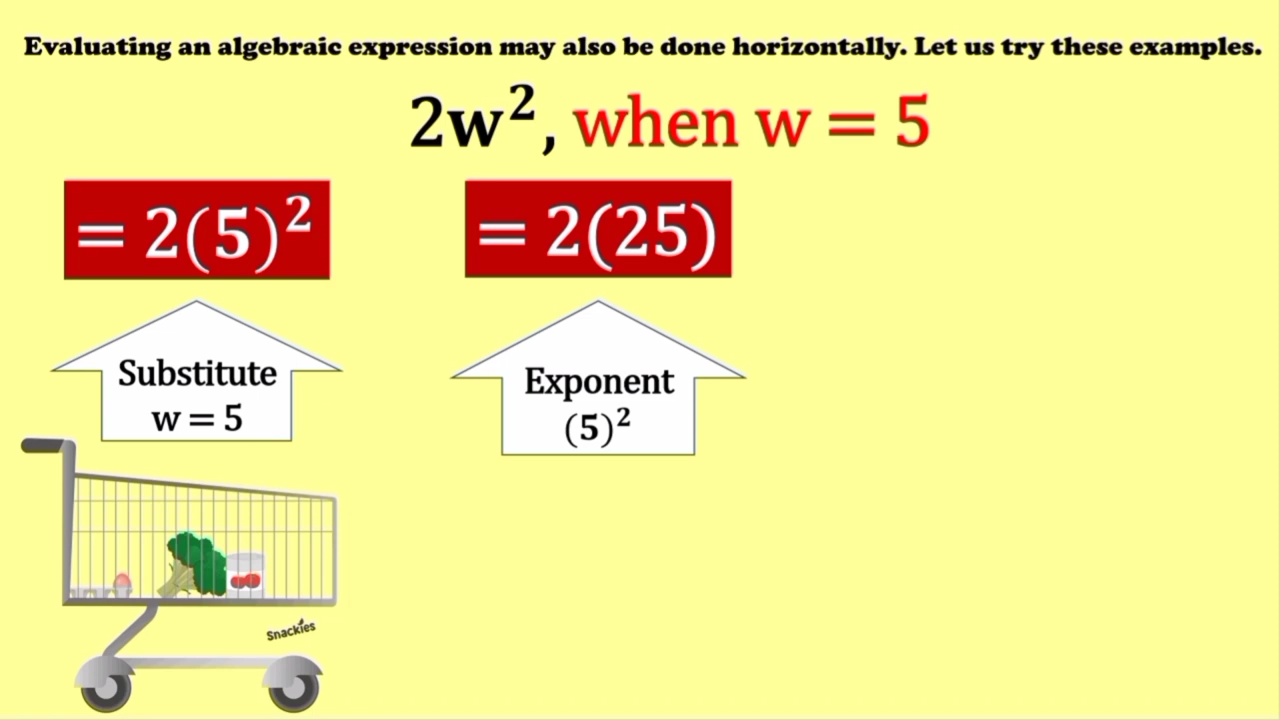 Evaluating an algebraic expression may also be done horizontally. Let us try these examples.
2w², when w = 5
= 2(5)²
= 2(25)
Substitute
w = 5
Exponent
(5)²
Snackies